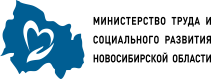 МИНИСТЕРСТВО ТРУДА И
СОЦИАЛЬНОГО РАЗВИТИЯ
НОВОСИБИРСКОЙ ОБЛАСТИ